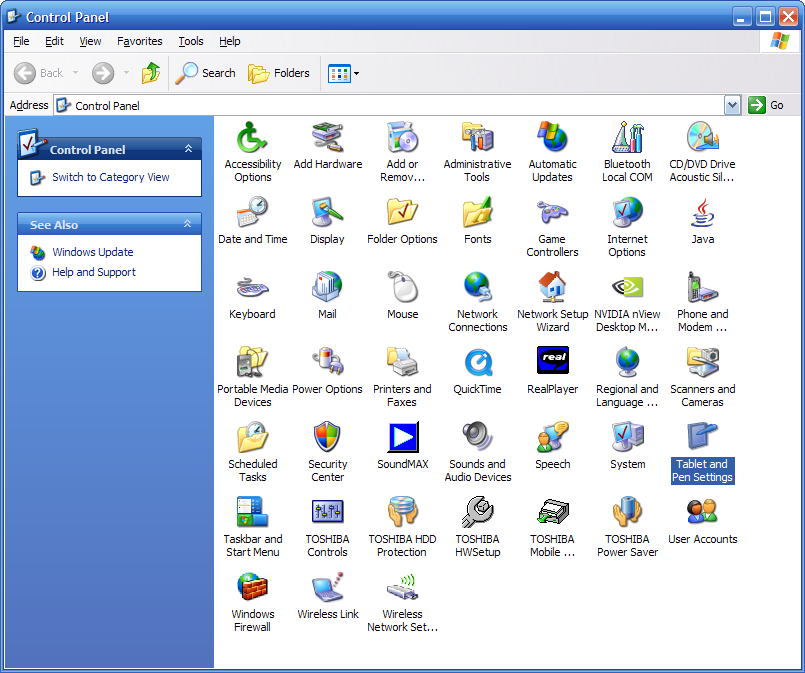 Control Panel
File Edit View Favorites Tools Help
Back Search Folders
Address Control Panel Go
Control Panel
Switch to Category View
See Also
Windows Update
Help and Support
Accessibility
Options
Add Hardware
Add or
Remov...
Administrative
Tools
Automatic
Updates
Bluetooth
Local COM
CD/DVD Drive
Acoustic Sil...
Date and Time
Display
Folder Options
Fonts
Game
Controllers
Internet
Options
Java
Keyboard
Mail
Mouse
Network
Connections
Network Setup
Wizard
NVIDIA nView
Desktop M...
Phone and
Modem ...
Portable Media
Devices
Power Options
Printers and
Faxes
QuickTime
real
RealPlayer
Regional and
Language ...
Scanners and
Cameras
Scheduled
Tasks
Security
Center
SoundMAX
Sounds and
Audio Devices
Speech
System
Tablet and
Pen Settings
Taskbar and
Start Menu
TOSHIBA
Controls
TOSHIBA HDD
Protection
TOSHIBA
HWSetup
TOSHIBA
Mobile ...
TOSHIBA
Power Saver
User Accounts
Windows
Firewall
Wireless Link
Wireless
Network Set...